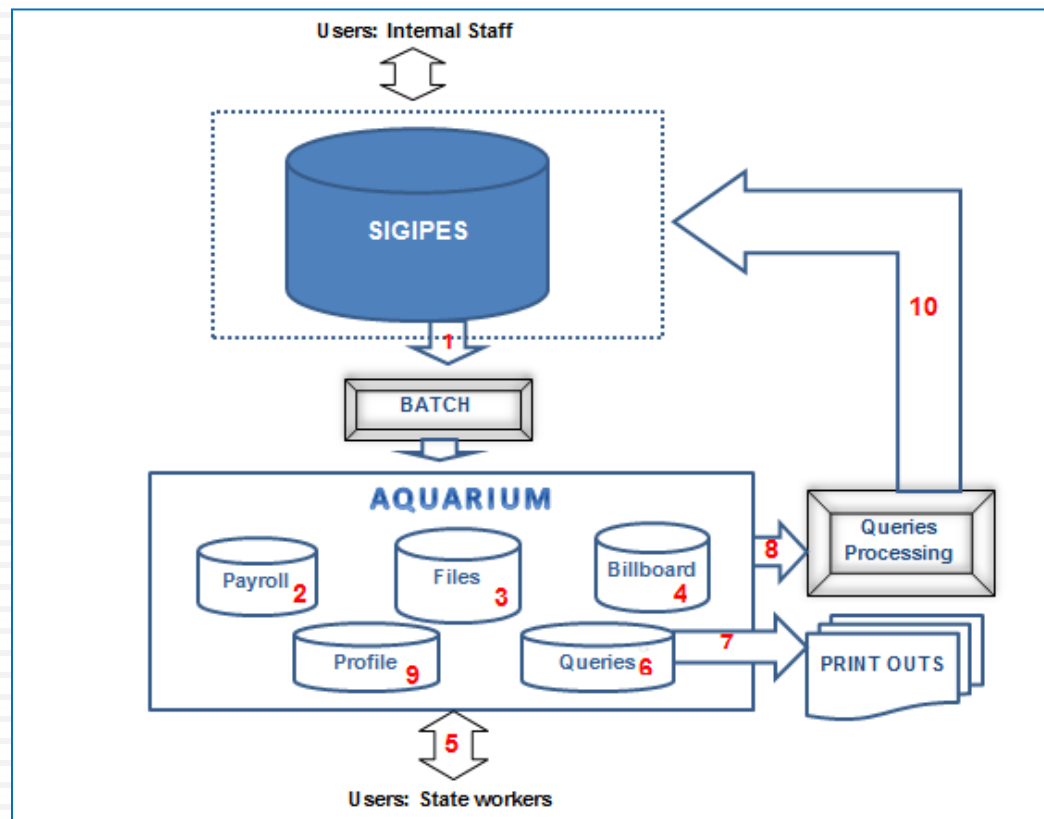 Users: Internal Staff
SIGIPES
1
10
BATCH
AQUARIUM
Payroll 2
Files 3
Billboard 4
8
Queries
Processing
Profile 9
Queries 6
7
PRINT OUTS
5
Users: State workers